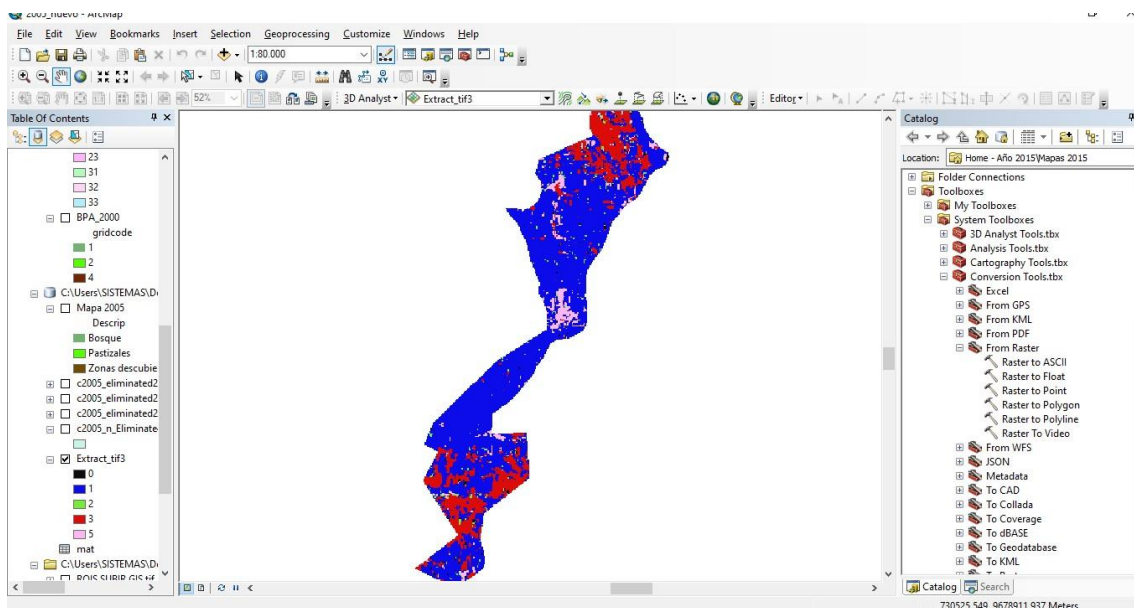 2005_nuevo - ArcMap
File Edit View Bookmarks Insert Selection Geoprocessing Customize Windows Help
1:80.000
52% 3D Analyst Extract_tif3 Editor
Table Of Contents
23
31
32
33
BPA_2000
gridcode
1
2
4
C:\Users\SISTEMAS\D
Mapa 2005
Descrip
Bosque
Pastizales
Zonas descubie
c2005_eliminated2
c2005_eliminated2
c2005_eliminated2
c2005_n_Eliminate
Extract_tif3
0
1
2
3
5
mat
C:\Users\SISTEMAS\D
ROIS SUBIR GIS.tif
Catalog
Location: Home - Año 2015\Mapas 2015
Folder Connections
Toolboxes
My Toolboxes
System Toolboxes
3D Analyst Tools.tbx
Analysis Tools.tbx
Cartography Tools.tbx
Conversion Tools.tbx
Excel
From GPS
From KML
From PDF
From Raster
Raster to ASCII
Raster to Float
Raster to Point
Raster to Polygon
Raster to Polyline
Raster To Video
From WFS
JSON
Metadata
To CAD
To Collada
To Coverage
To dBASE
To Geodatabase
To KML
Catalog Search
730525,549 9678911,937 Meters